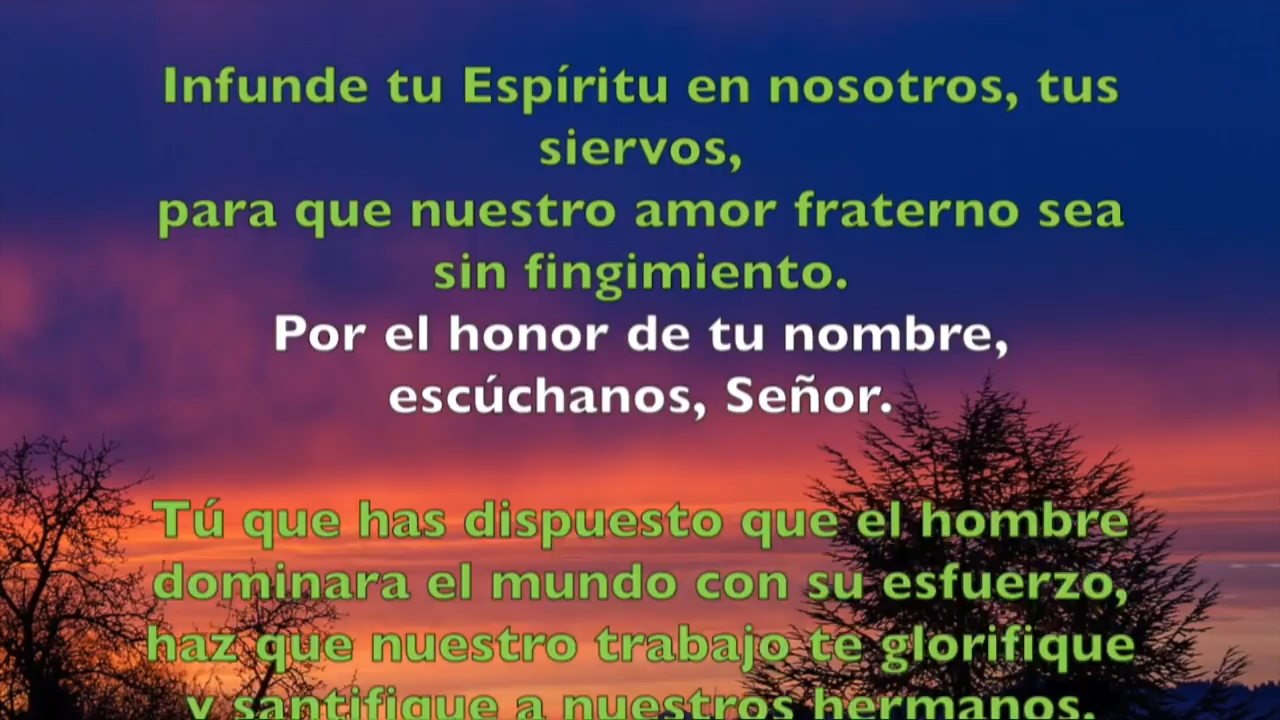 Infunde tu Espíritu en nosotros, tus
siervos,
para que nuestro amor fraterno sea
sin fingimiento.
Por el honor de tu nombre,
escúchanos, Señor.
Tú que has dispuesto que el hombre
dominara el mundo con su esfuerzo,
haz que nuestro trabajo te glorifique
y santifique a nuestros hermanos.